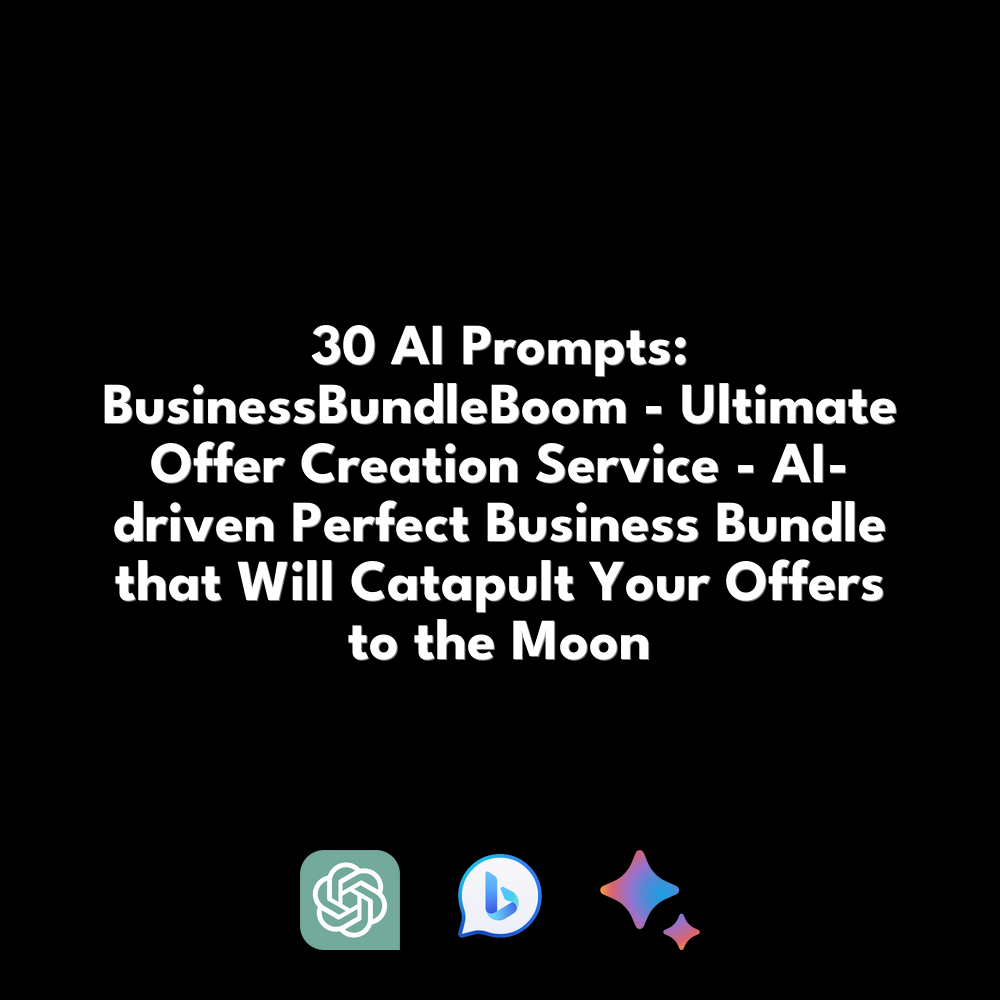 30 AI Prompts:
BusinessBundleBoom - Ultimate
Offer Creation Service - AI-
driven Perfect Business Bundle
that Will Catapult Your Offers
to the Moon